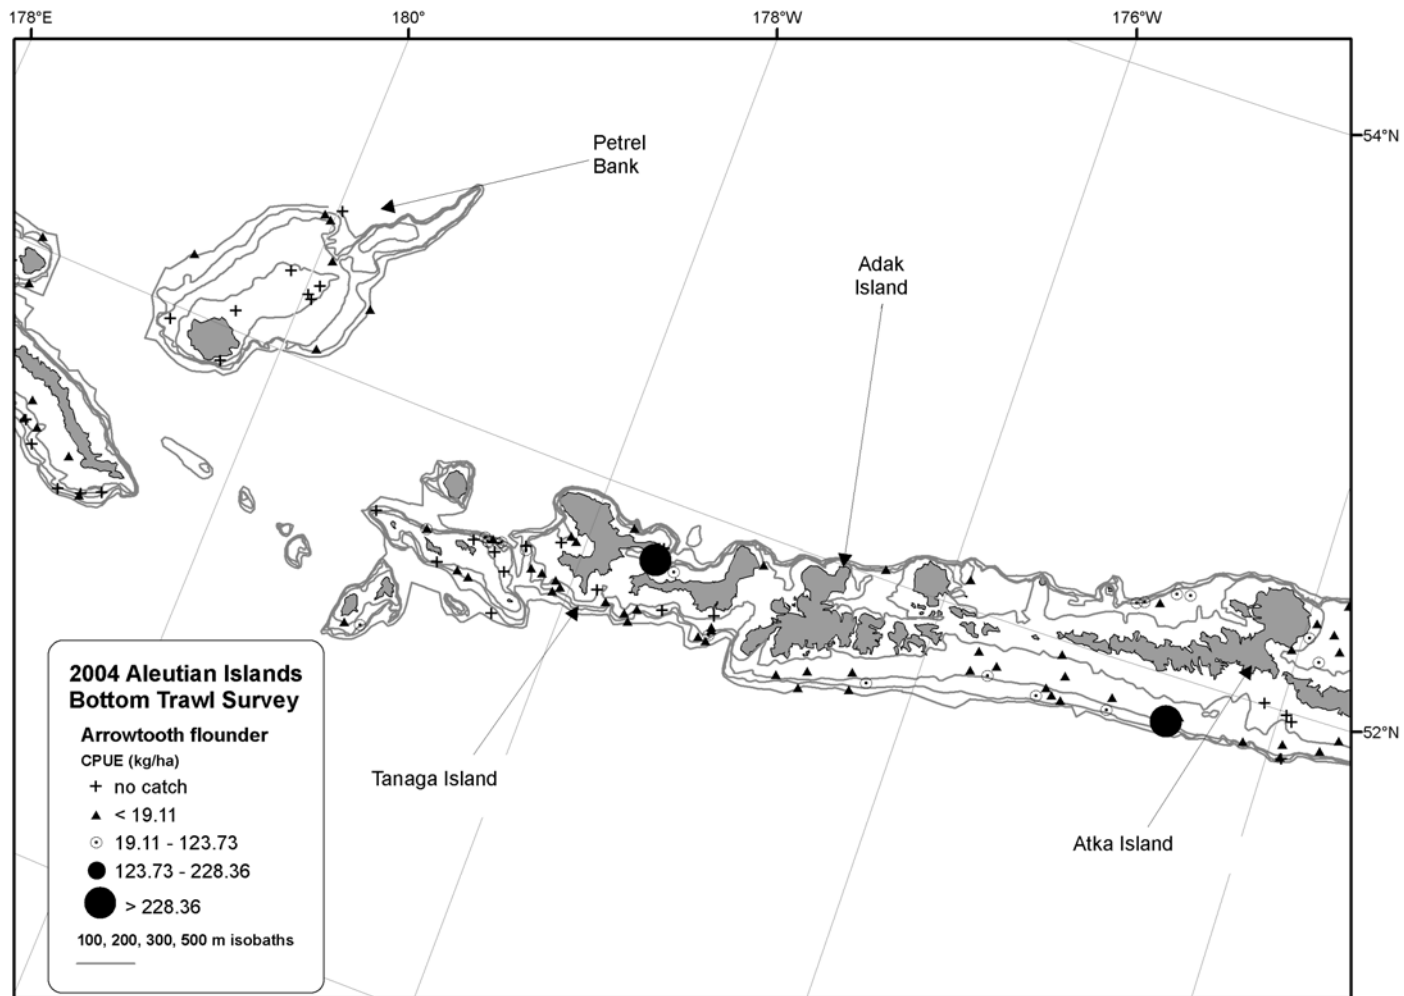 178°E
180°
178°W
176°W
54°N
Petrel
Bank
Adak
Island
52°N
Tanaga Island
Atka Island
2004 Aleutian Islands
Bottom Trawl Survey
Arrowtooth flounder
CPUE (kg/ha)
+ no catch
< 19.11
19.11 - 123.73
123.73 - 228.36
> 228.36
100, 200, 300, 500 m isobaths